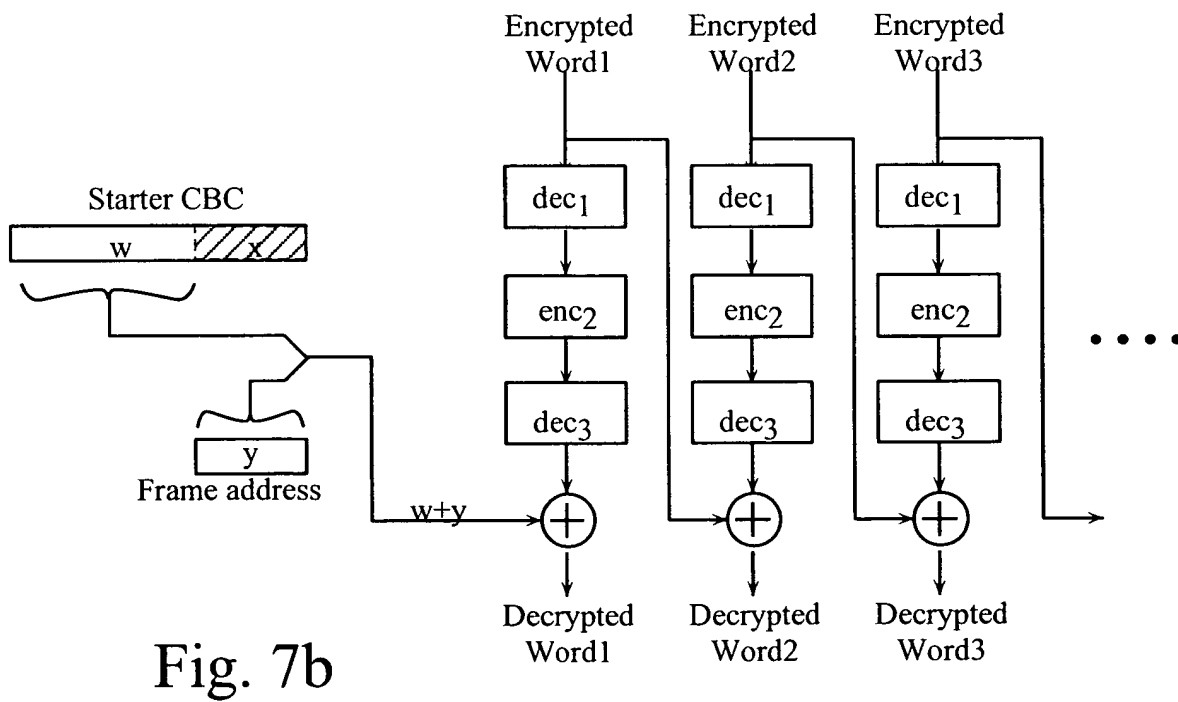 Encrypted
Word1
Encrypted
Word2
Encrypted
Word3
Starter CBC
w
x
dec1
dec1
dec1
enc2
enc2
enc2
dec3
dec3
dec3
y
Frame address
w+y
Decrypted
Word1
Decrypted
Word2
Decrypted
Word3
Fig. 7b